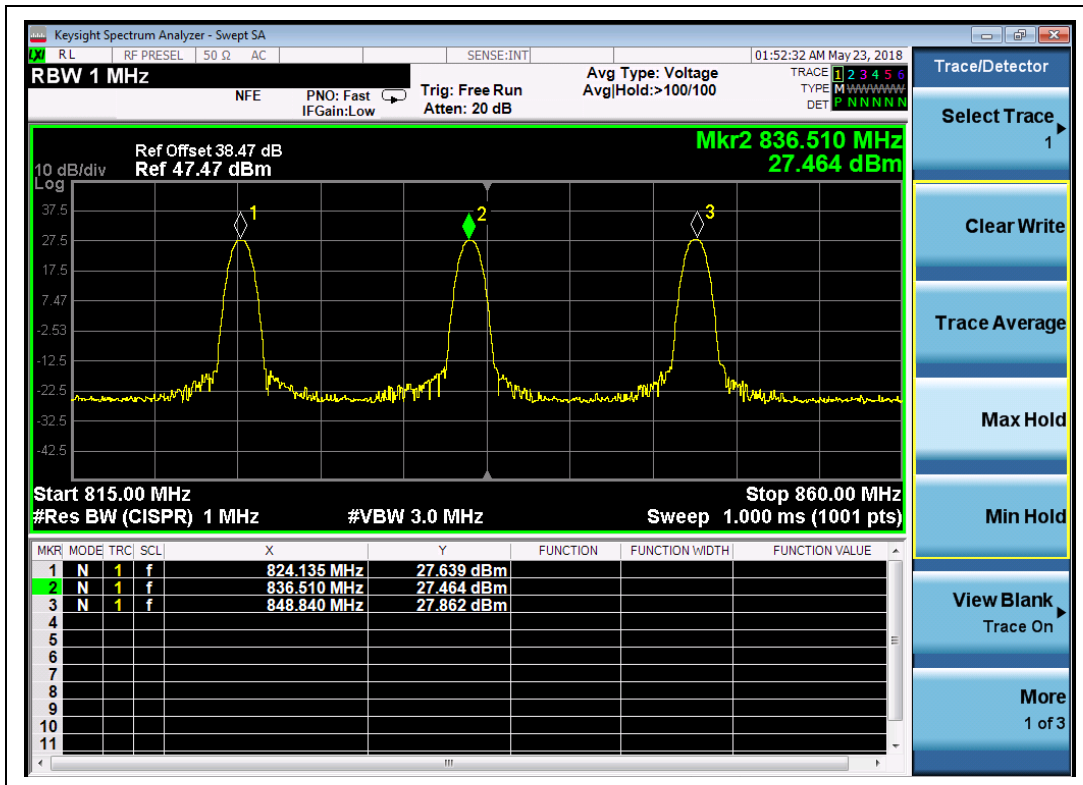 Keysight Spectrum Analyzer - Swept SA
LXI RL RF PRESEL 50 Ω AC SENSE:INT 01:52:32 AM May 23, 2018
RBW 1 MHz
NFE
PNO: Fast
IFGain:Low
Trig: Free Run
Atten: 20 dB
Avg Type: Voltage
Avg|Hold:>100/100
TRACE 1 2 3 4 5 6
TYPE M WWWWW
DET P N N N N N
Mkr2 836.510 MHz
27.464 dBm
Ref Offset 38.47 dB
10 dB/div Ref 47.47 dBm
Log
37.5
27.5
17.5
7.47
-2.53
-12.5
-22.5
-32.5
-42.5
1 2 3
Start 815.00 MHz Stop 860.00 MHz
#Res BW (CISPR) 1 MHz #VBW 3.0 MHz Sweep 1.000 ms (1001 pts)
MKR MODE TRC SCL X Y FUNCTION FUNCTION WIDTH FUNCTION VALUE
1 N 1 f 824.135 MHz 27.639 dBm
2 N 1 f 836.510 MHz 27.464 dBm
3 N 1 f 848.840 MHz 27.862 dBm
4
5
6
7
8
9
10
11
Trace/Detector
Select Trace
1
Clear Write
Trace Average
Max Hold
Min Hold
View Blank
Trace On
More
1 of 3